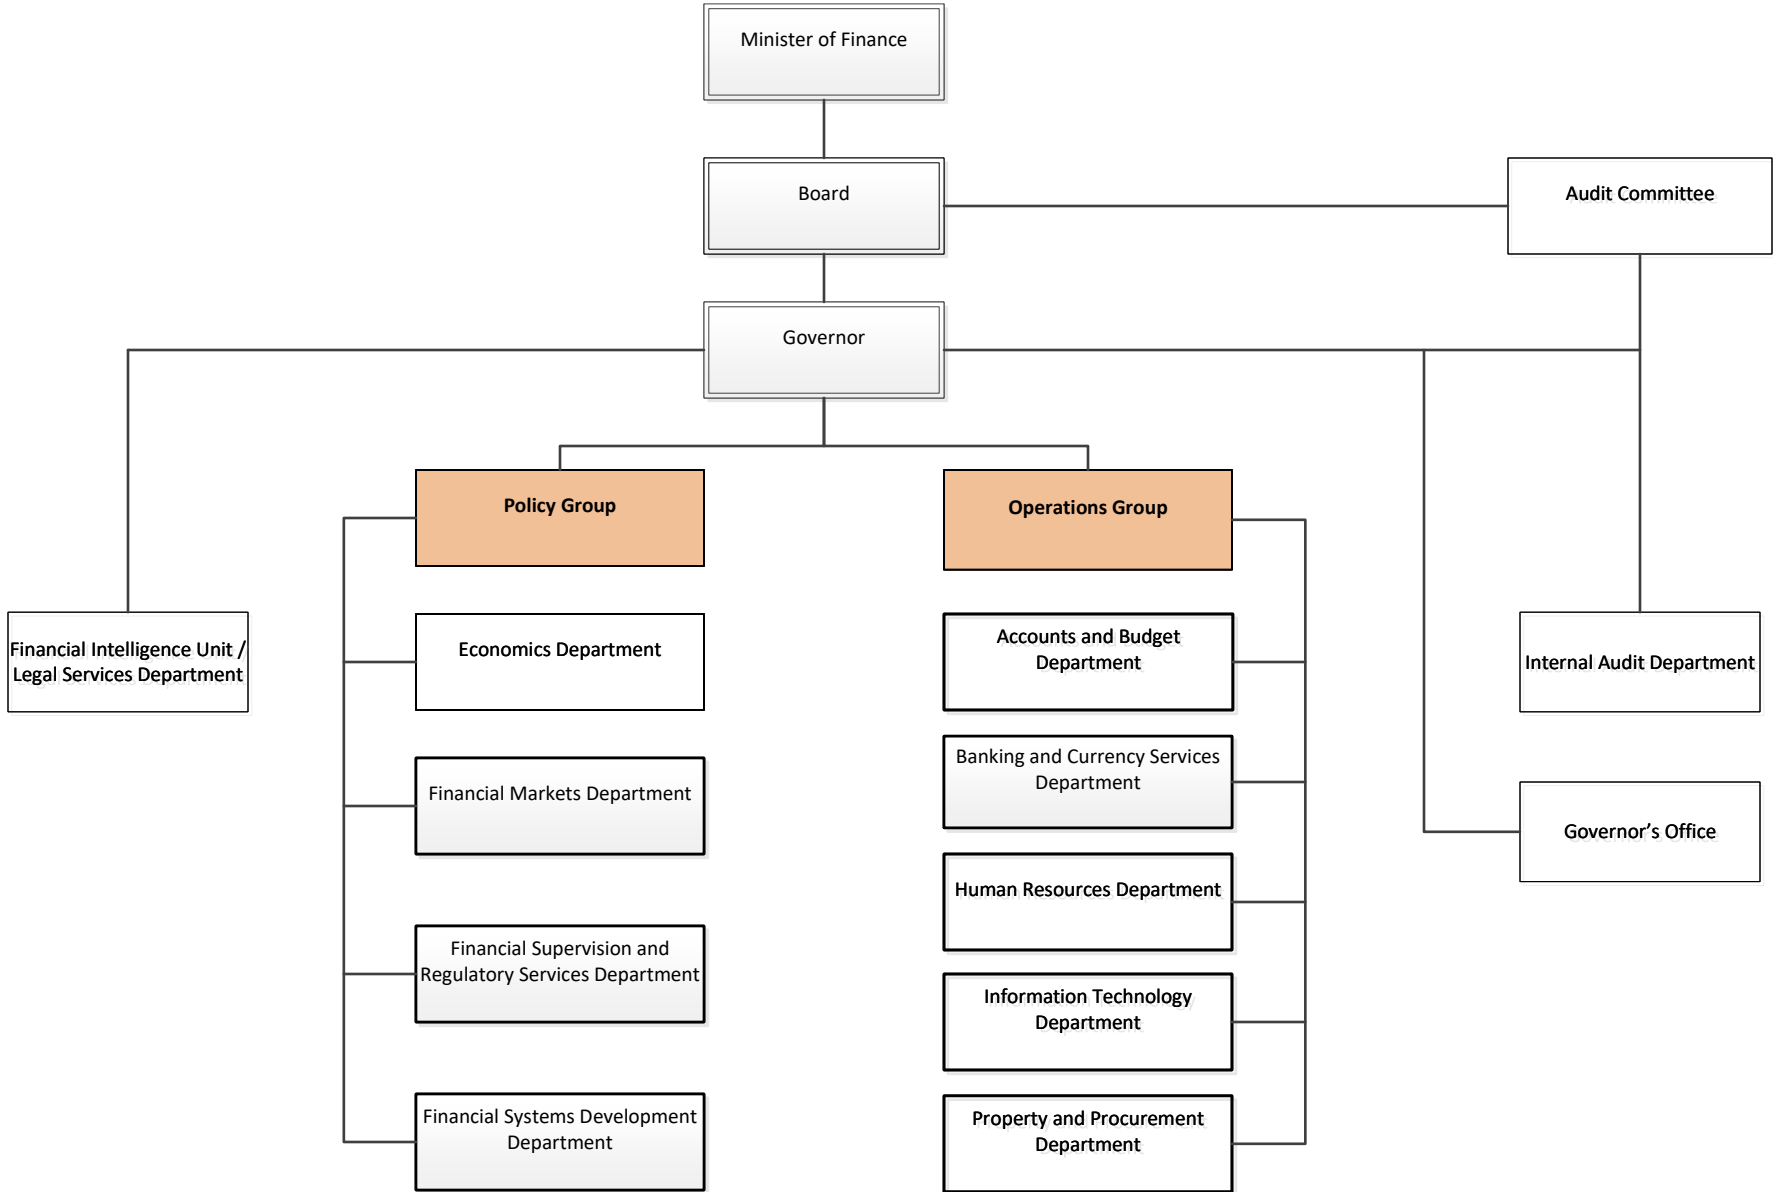 Minister of Finance
Board
Audit Committee
Governor
Policy Group
Operations Group
Financial Intelligence Unit /
Legal Services Department
Economics Department
Accounts and Budget
Department
Internal Audit Department
Financial Markets Department
Banking and Currency Services
Department
Governor’s Office
Human Resources Department
Financial Supervision and
Regulatory Services Department
Information Technology
Department
Financial Systems Development
Department
Property and Procurement
Department